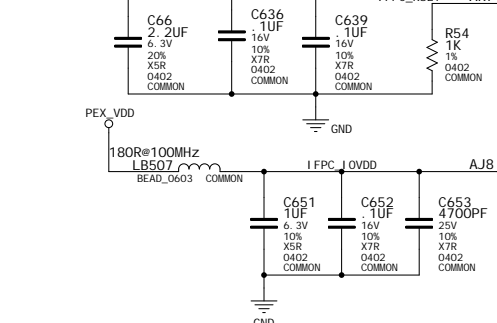 C66
2.2UF
6.3V
20%
X5R
0402
COMMON
C636
.1UF
16V
10%
X7R
0402
COMMON
C639
.1UF
16V
10%
X7R
0402
COMMON
R54
1K
1%
0402
COMMON
GND
PEX_VDD
180R@100MHz
LB507
BEAD_0603 COMMON
IFPC_IOVDD
AJ8
C651
1UF
6.3V
10%
X5R
0402
COMMON
C652
.1UF
16V
10%
X7R
0402
COMMON
C653
4700PF
25V
10%
X7R
0402
COMMON
GND